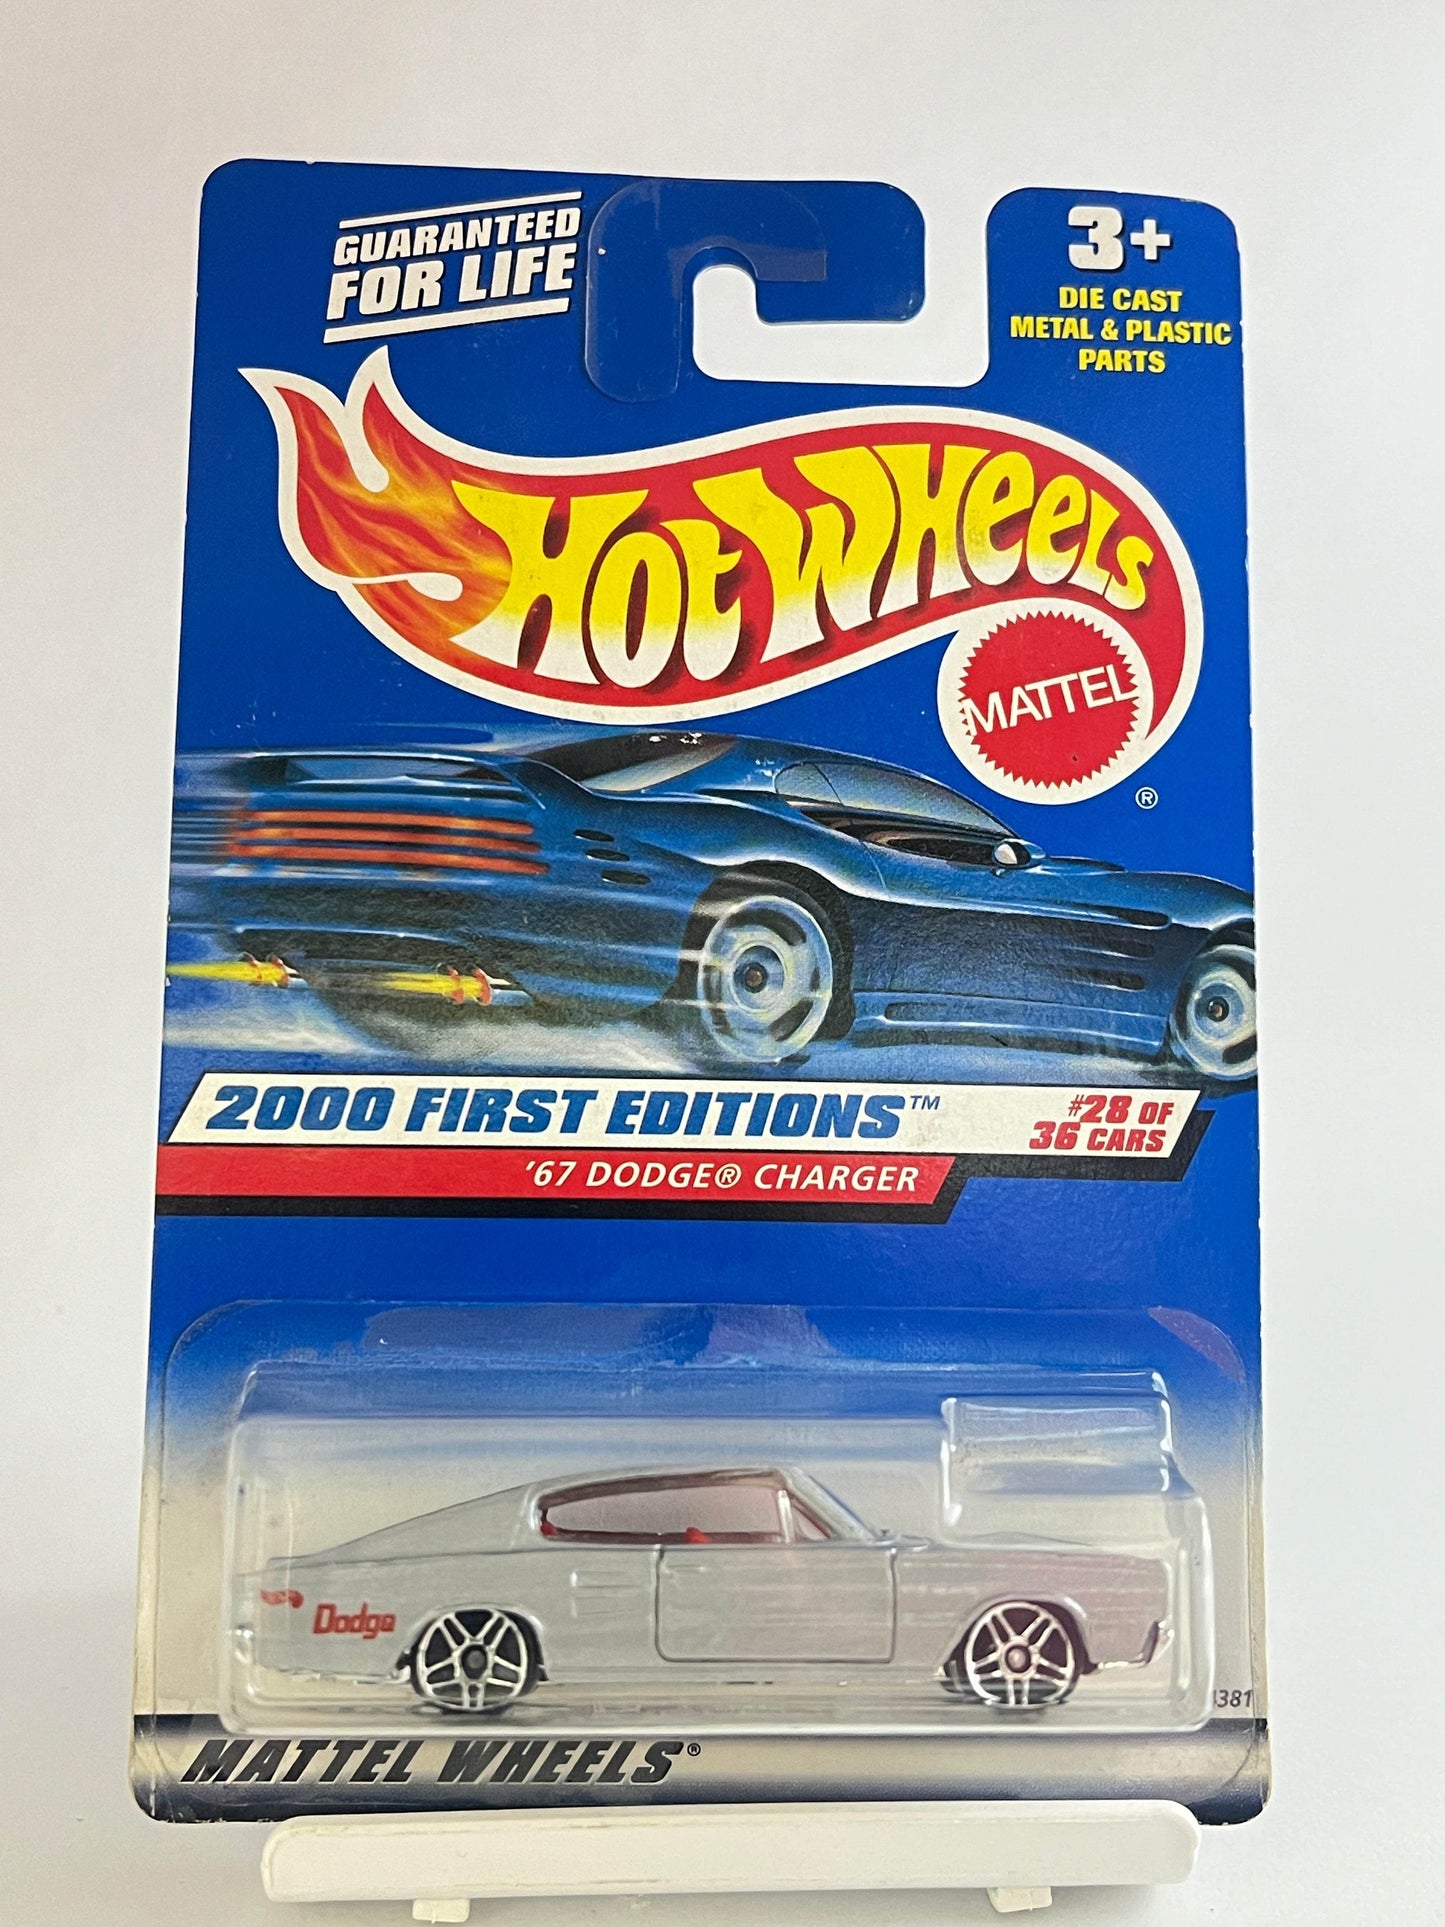 GUARANTEED
FOR LIFE
3+
DIE CAST
METAL & PLASTIC
PARTS
HOT WHEELS
MATTEL
®
2000 FIRST EDITIONS™
#28 OF
36 CARS
'67 DODGE® CHARGER
Dodge
381
MATTEL WHEELS®